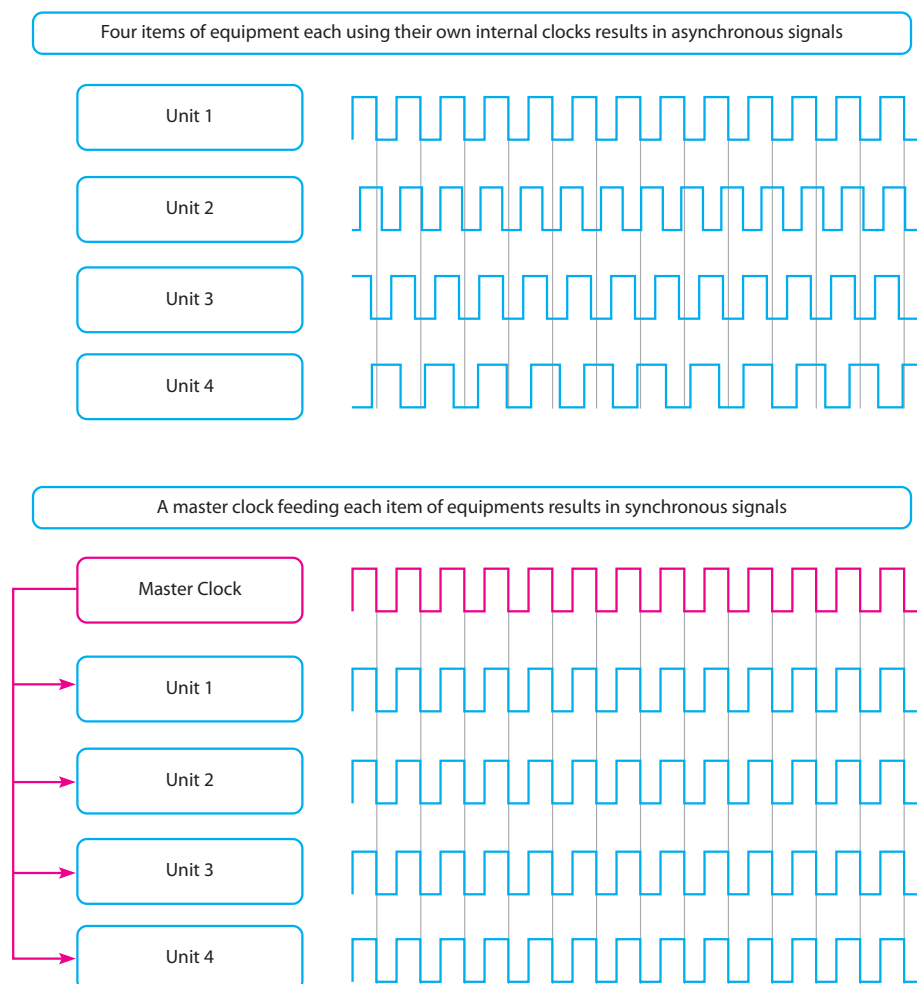 Four items of equipment each using their own internal clocks results in asynchronous signals
Unit 1
Unit 2
Unit 3
Unit 4
A master clock feeding each item of equipments results in synchronous signals
Master Clock
Unit 1
Unit 2
Unit 3
Unit 4